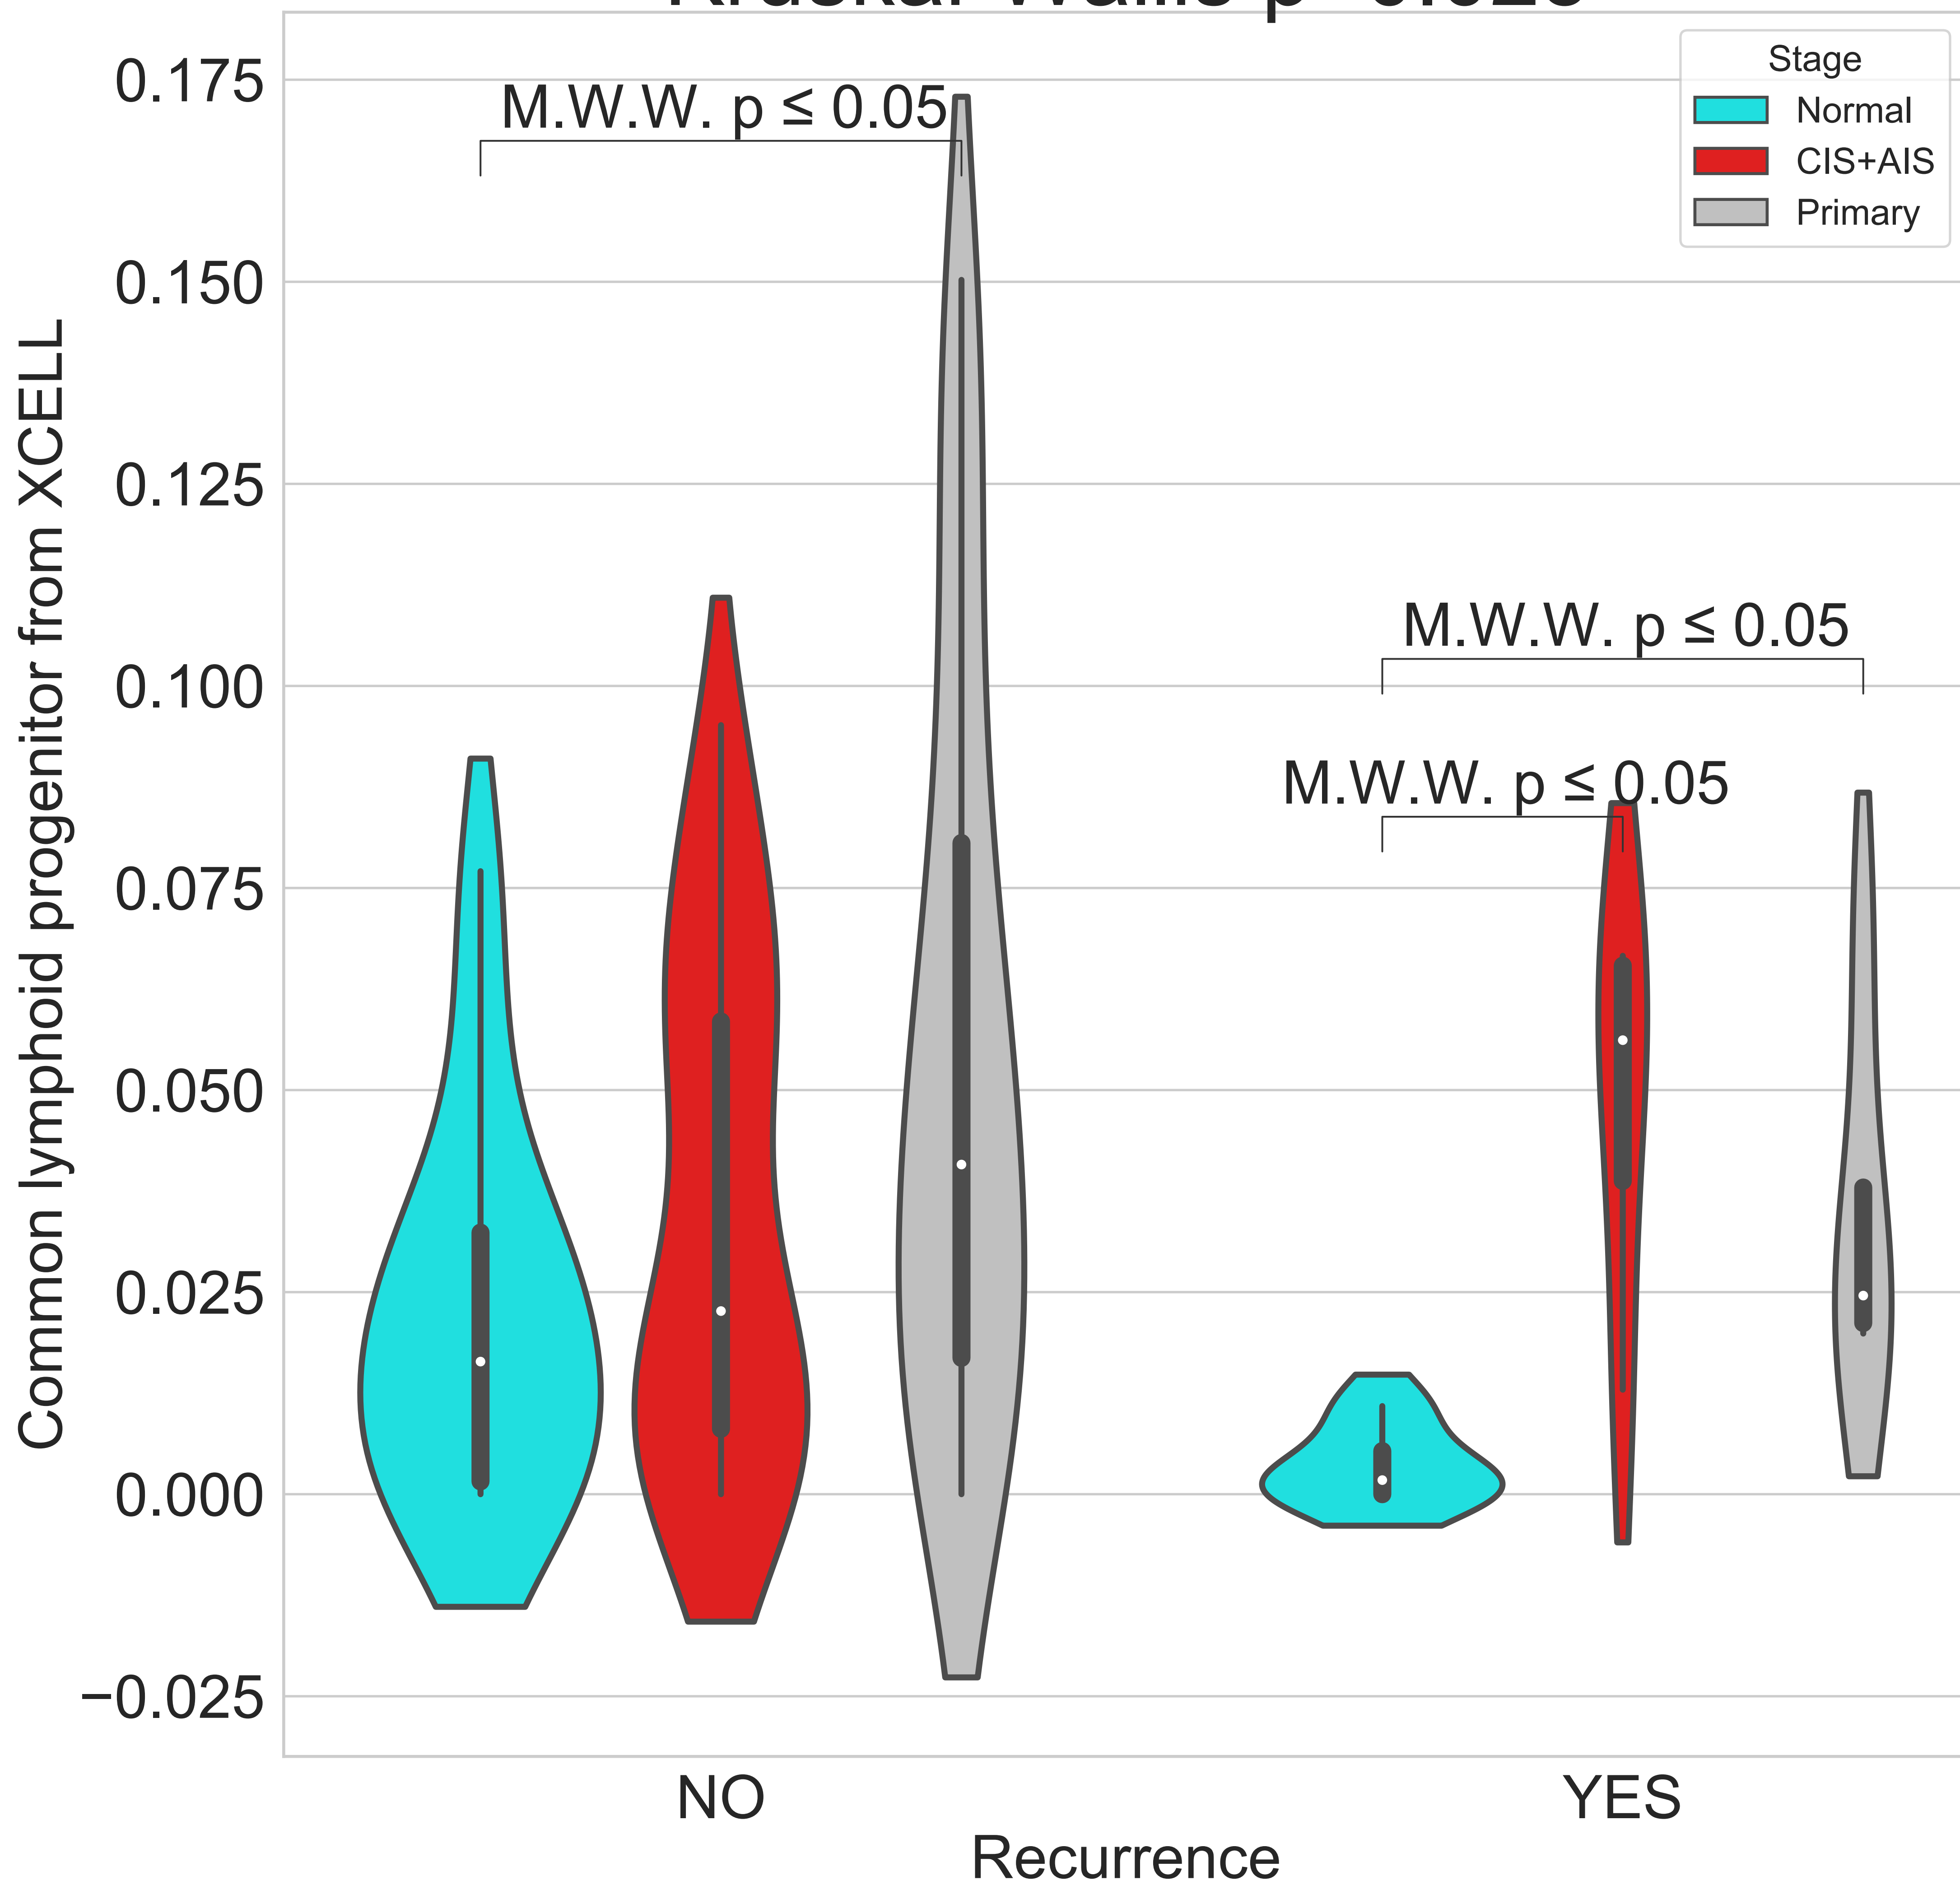 0.175
0.150
0.125
0.100
0.075
0.050
0.025
0.000
−0.025
Common lymphoid progenitor from XCELL
M.W.W. p ≤ 0.05
M.W.W. p ≤ 0.05
M.W.W. p ≤ 0.05
Stage
Normal
CIS+AIS
Primary
NO
YES
Recurrence